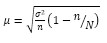 μ = √(σ²/n (1 − n/N))